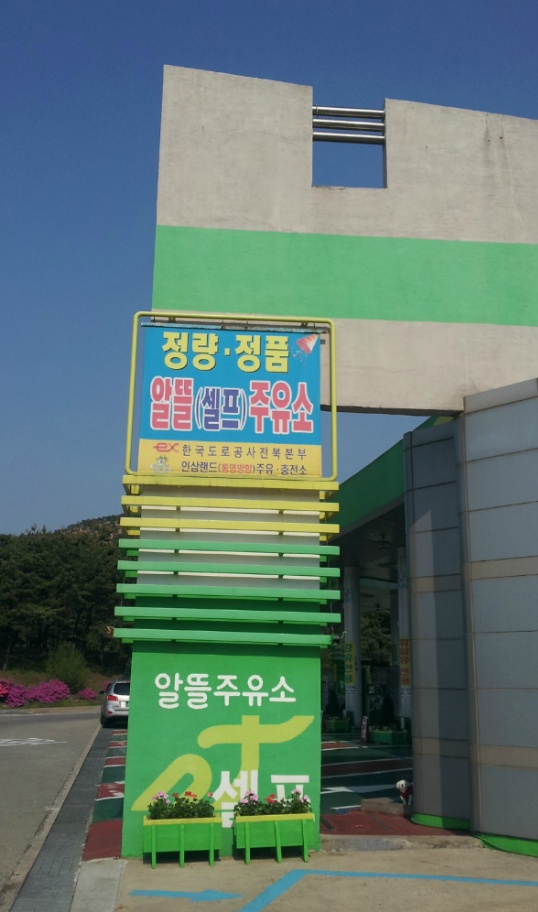 정량·정품
알뜰(셀프)주유소
ex 한국도로공사전북본부
인삼랜드(통영방향)주유·충전소
알뜰주유소
셀프